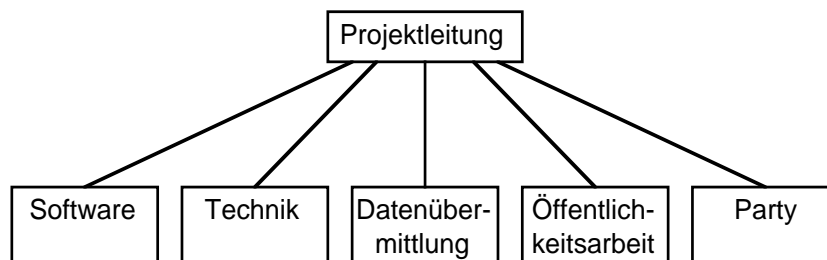 Projektleitung
Software
Technik
Datenüber-
mittlung
Öffentlich-
keitsarbeit
Party